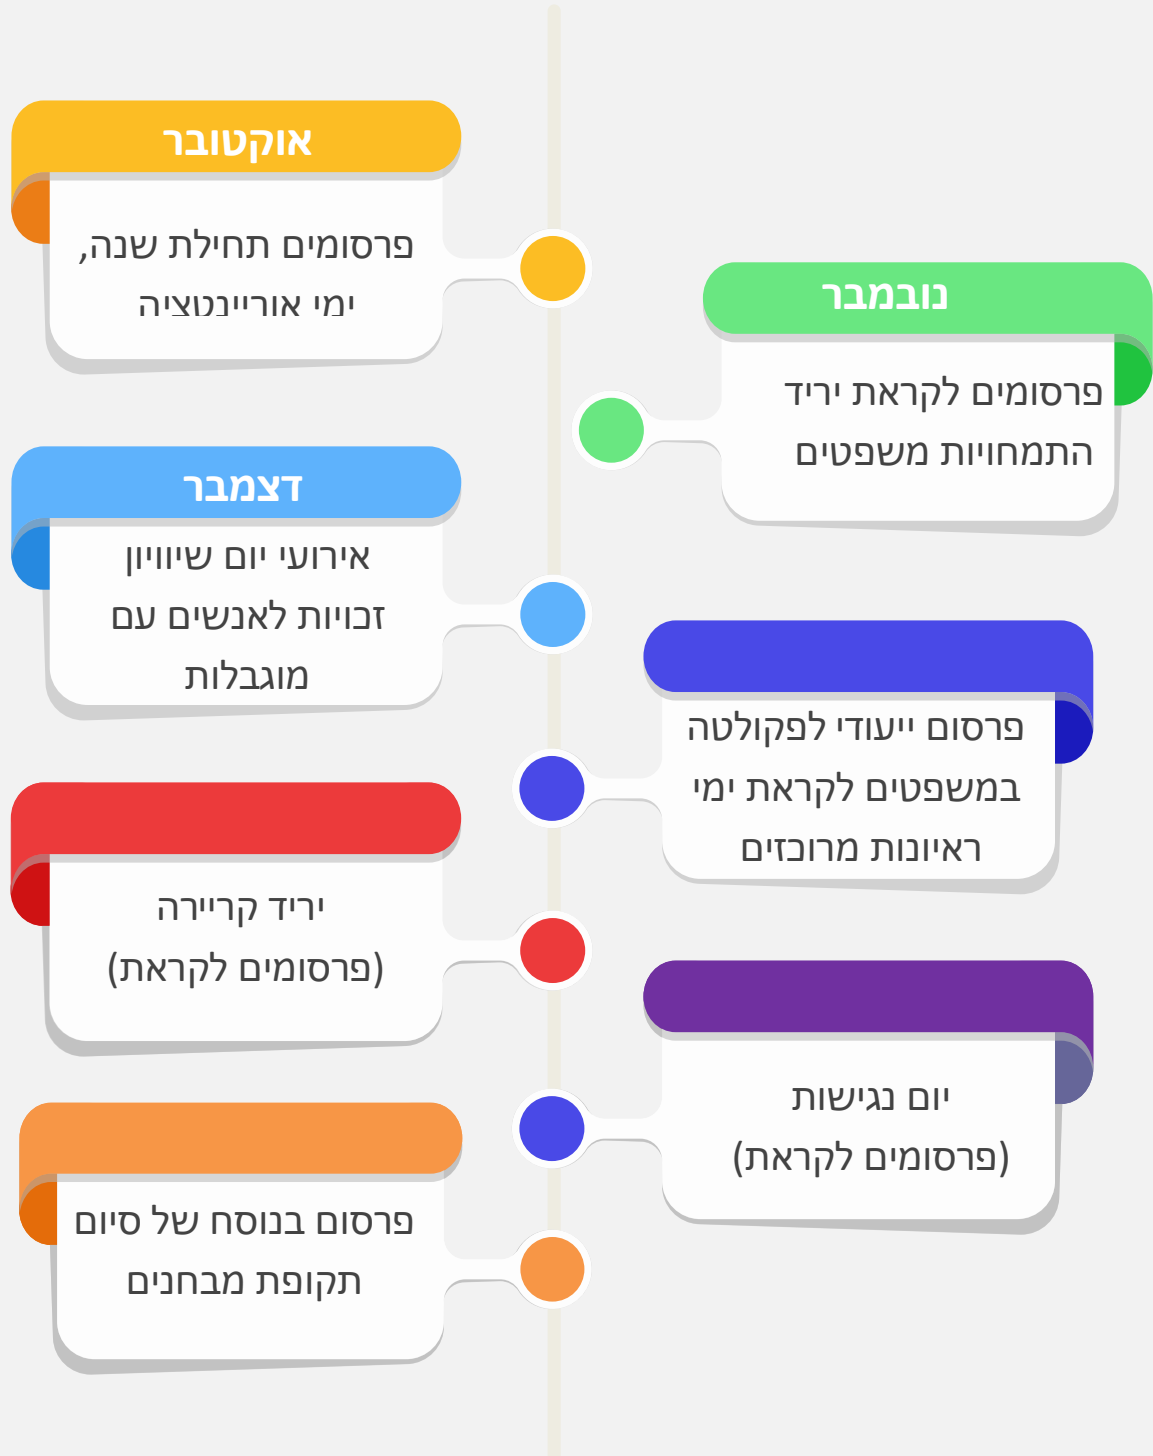 אוקטובר
פרסומים תחילת שנה,
ימי אוריינטציה
נובמבר
פרסומים לקראת יריד
התמחויות משפטים
דצמבר
אירועי יום שיוויון
זכויות לאנשים עם
מוגבלות
פרסום ייעודי לפקולטה
במשפטים לקראת ימי
ראיונות מרוכזים
יריד קריירה
(פרסומים לקראת)
יום נגישות
(פרסומים לקראת)
פרסום בנוסח של סיום
תקופת מבחנים